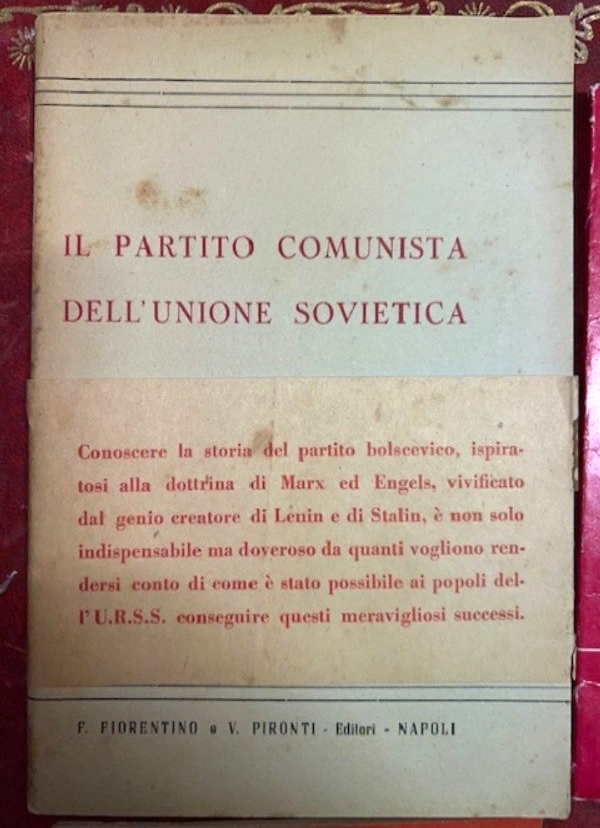 IL PARTITO COMUNISTA
DELL'UNIONE SOVIETICA
Conoscere la storia del partito bolscevico, ispira-
tosi alla dottrina di Marx ed Engels, vivificato
dal genio creatore di Lenin e di Stalin, è non solo
indispensabile ma doveroso da quanti vogliono ren-
dersi conto di come è stato possibile ai popoli del-
l'U.R.S.S. conseguire questi meravigliosi successi.
F. FIORENTINO e V. PIRONTI - Editori - NAPOLI